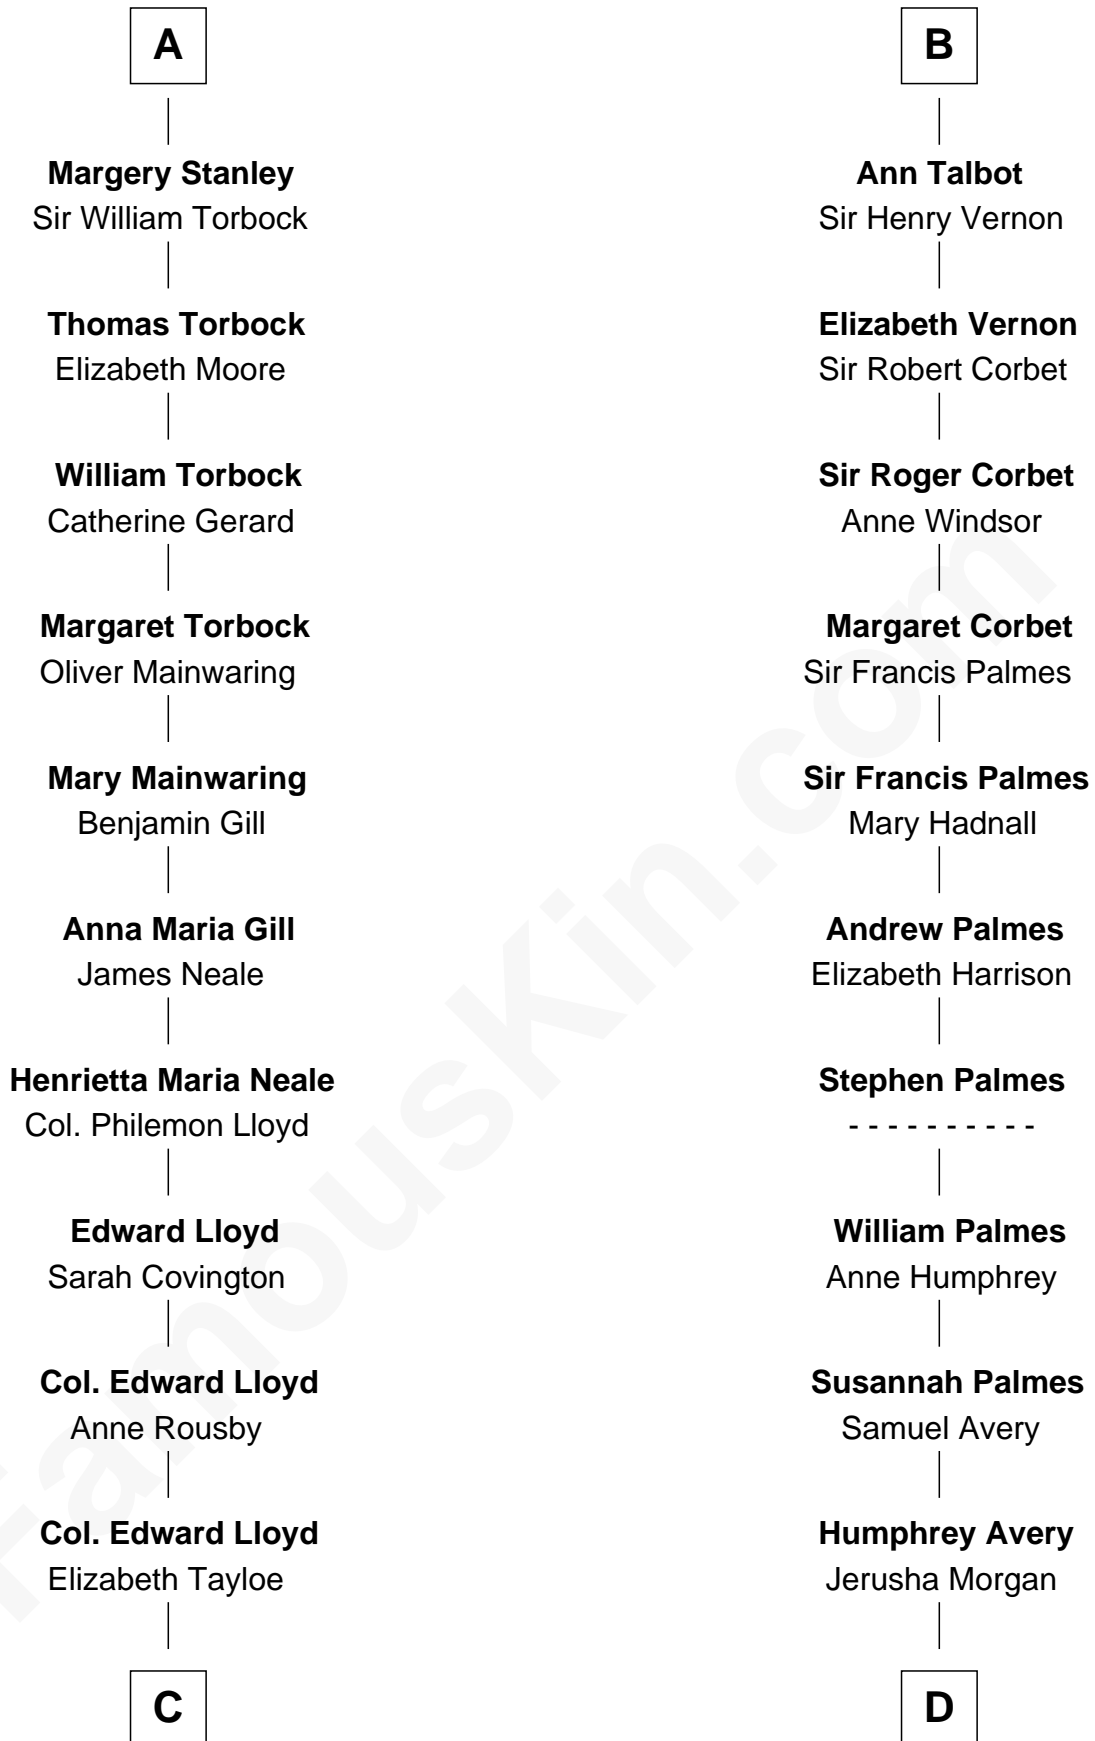 A
Margery Stanley
Sir William Torbock
Thomas Torbock
Elizabeth Moore
William Torbock
Catherine Gerard
Margaret Torbock
Oliver Mainwaring
Mary Mainwaring
Benjamin Gill
Anna Maria Gill
James Neale
Henrietta Maria Neale
Col. Philemon Lloyd
Edward Lloyd
Sarah Covington
Col. Edward Lloyd
Anne Rousby
Col. Edward Lloyd
Elizabeth Tayloe
C
B
Ann Talbot
Sir Henry Vernon
Elizabeth Vernon
Sir Robert Corbet
Sir Roger Corbet
Anne Windsor
Margaret Corbet
Sir Francis Palmes
Sir Francis Palmes
Mary Hadnall
Andrew Palmes
Elizabeth Harrison
Stephen Palmes
- - - - - - - - - -
William Palmes
Anne Humphrey
Susannah Palmes
Samuel Avery
Humphrey Avery
Jerusha Morgan
D
FamousKin.com